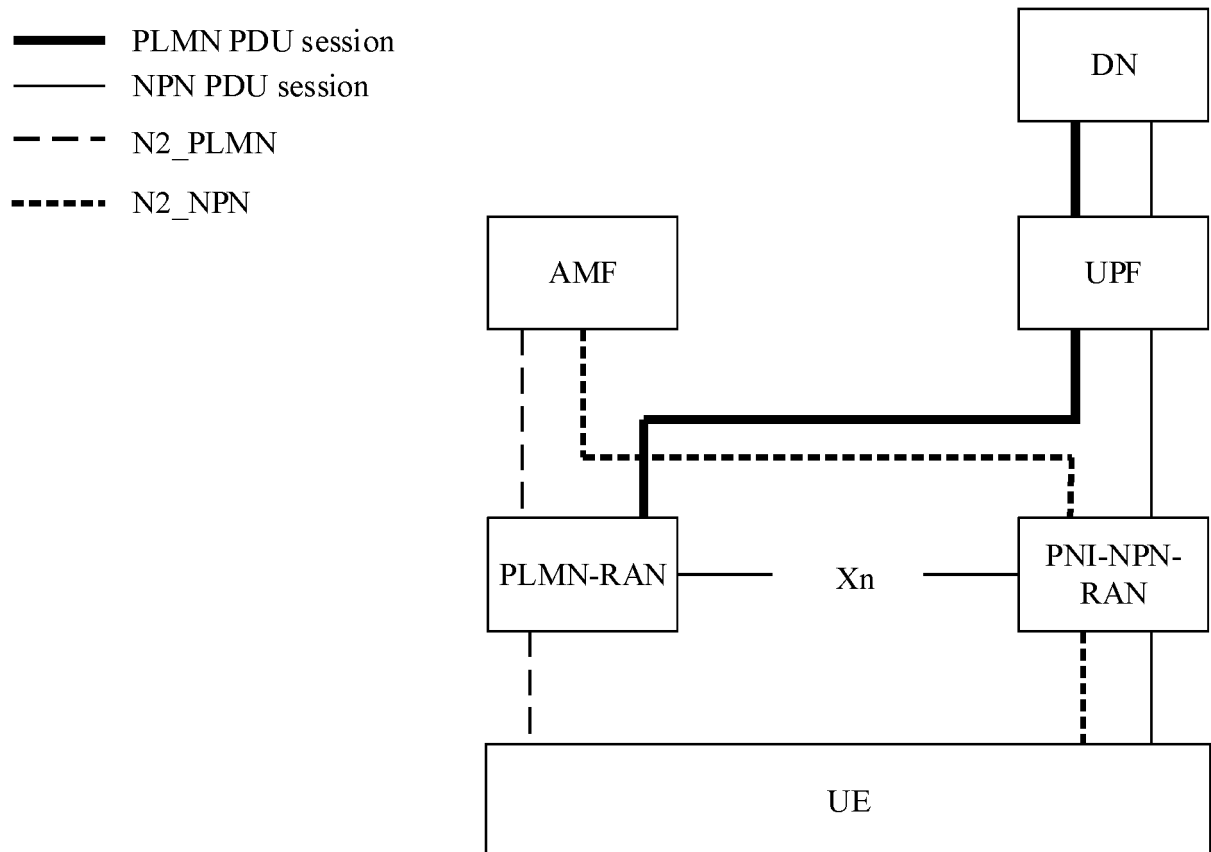 PLMN PDU session
NPN PDU session
N2_PLMN
N2_NPN
DN
AMF
UPF
PLMN-RAN
Xn
PNI-NPN-
RAN
UE